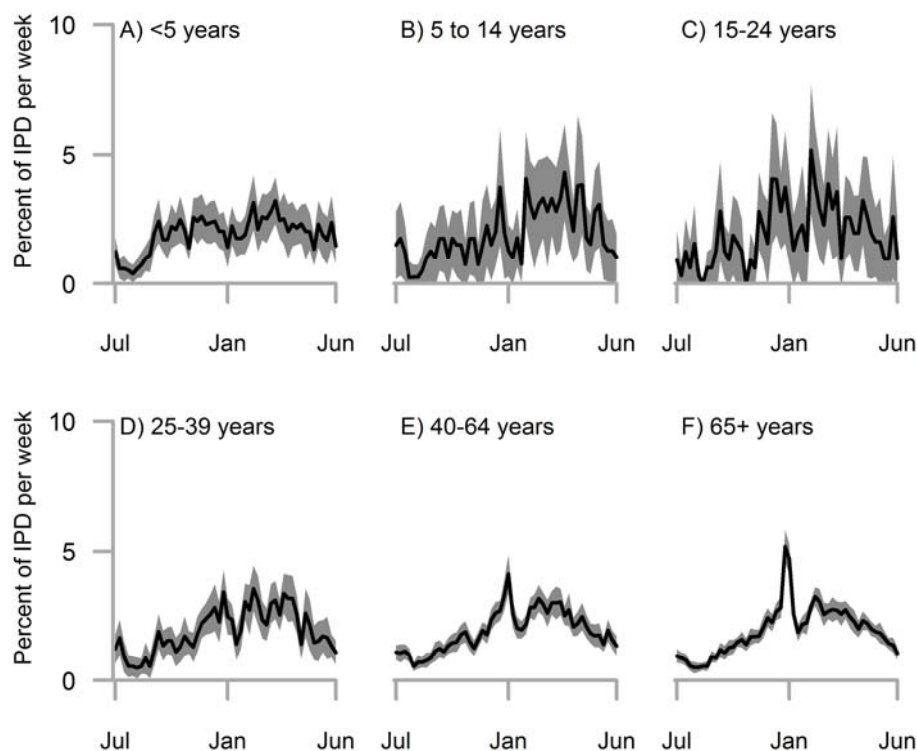 10
A) <5 years
B) 5 to 14 years
C) 15-24 years
Percent of IPD per week
5
0
Jul Jan Jun
Jul Jan Jun
Jul Jan Jun
10
D) 25-39 years
E) 40-64 years
F) 65+ years
Percent of IPD per week
5
0
Jul Jan Jun
Jul Jan Jun
Jul Jan Jun